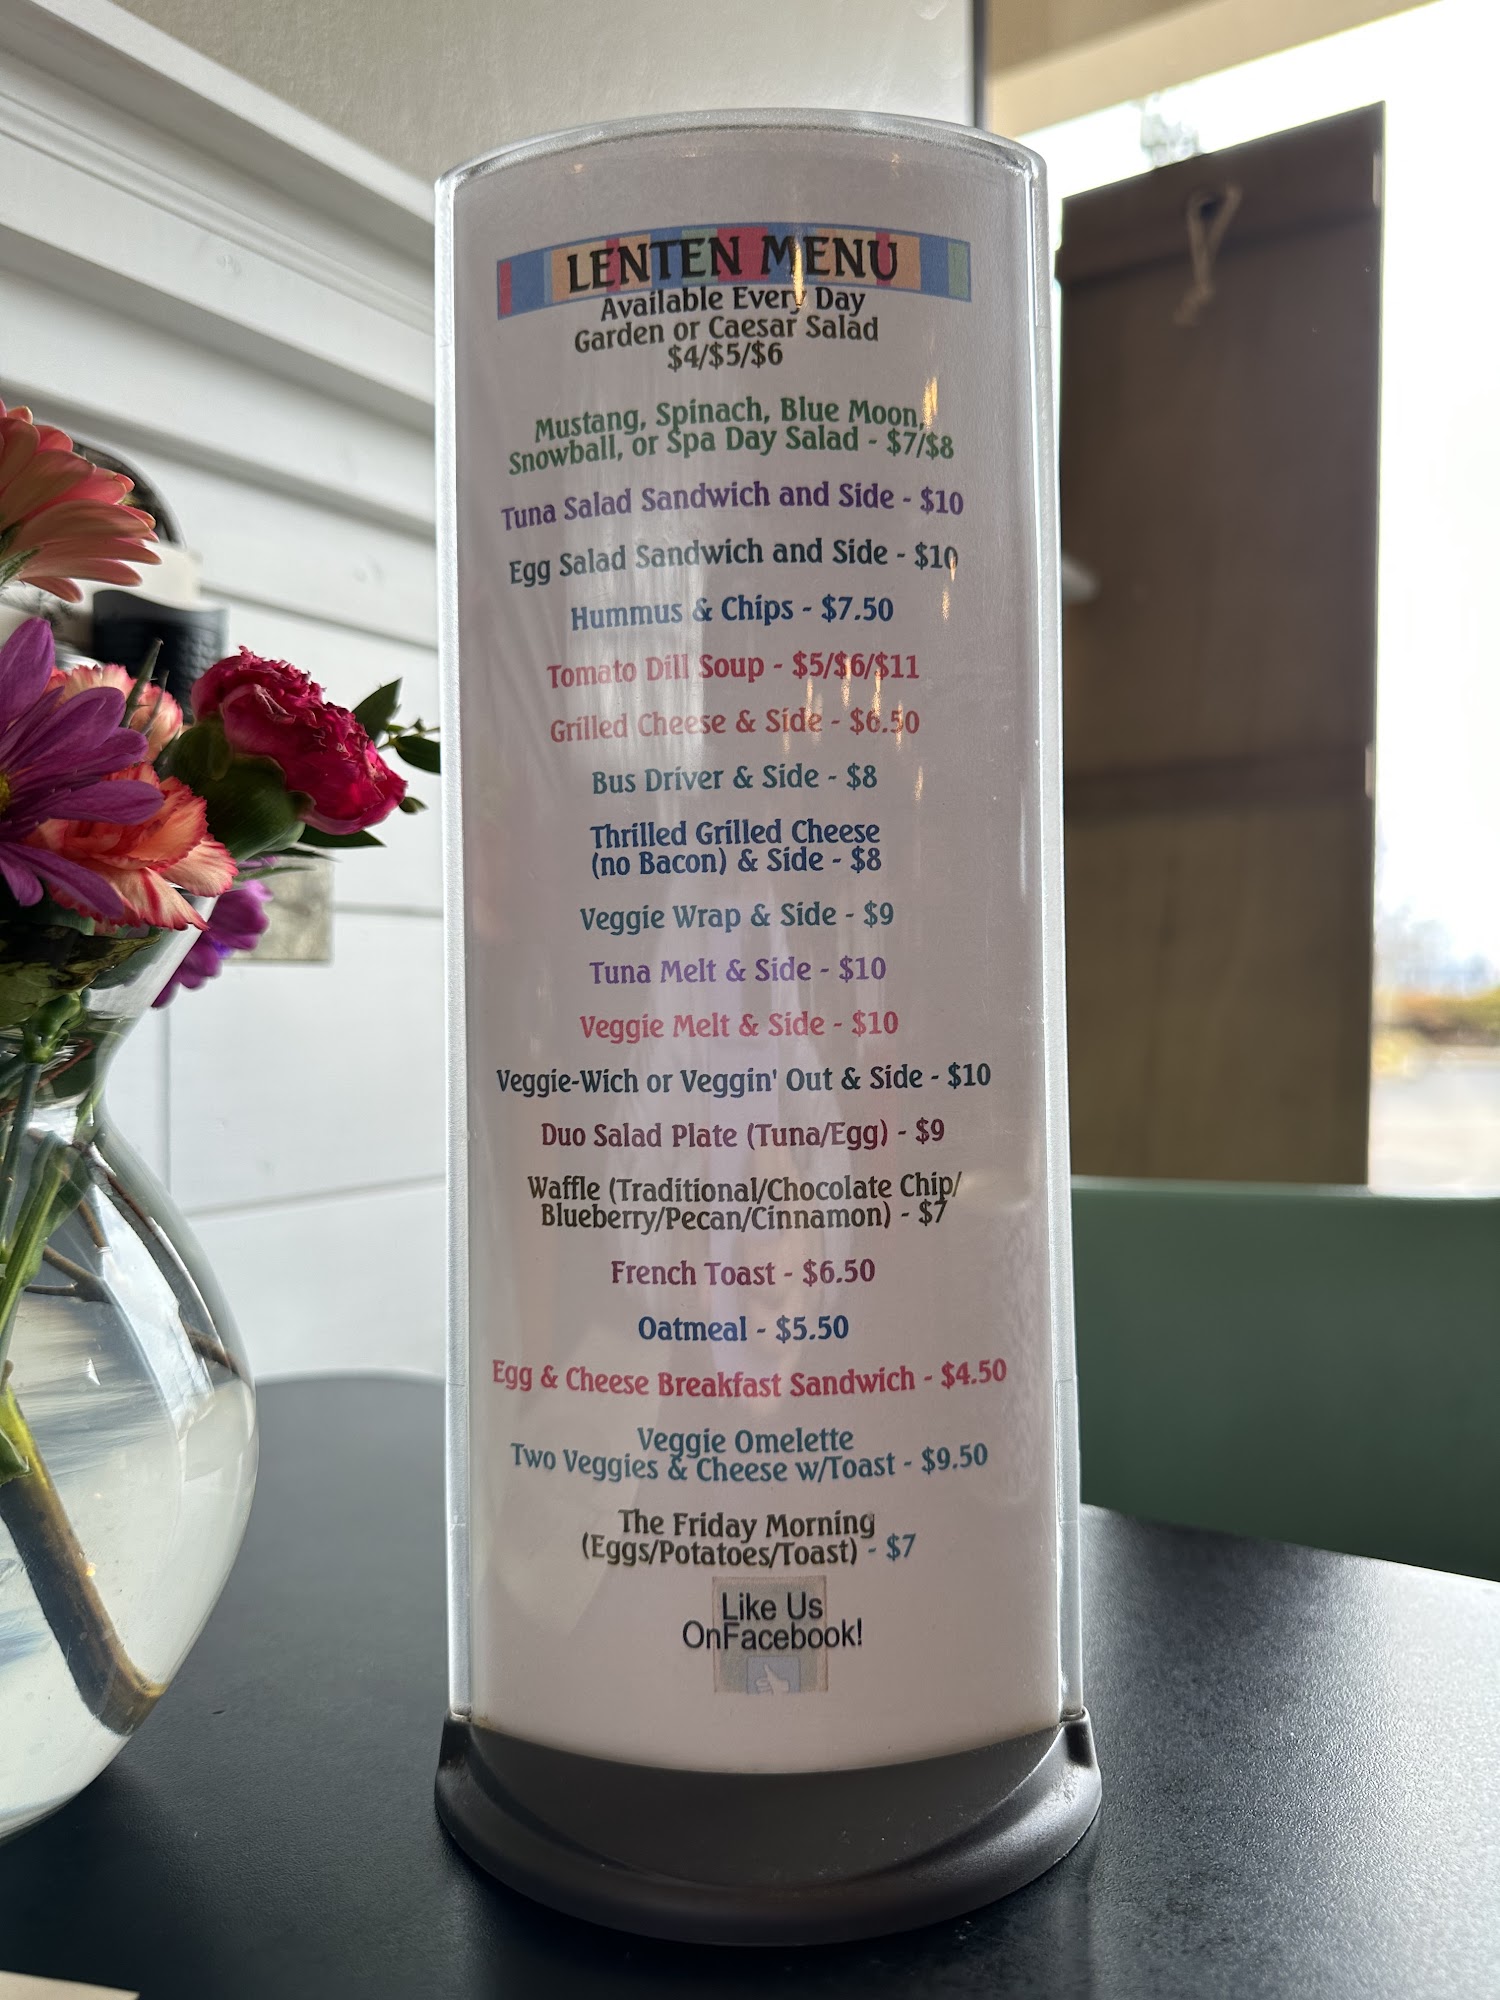 LENTEN MENU
Available Every Day
Garden or Caesar Salad
$4/$5/$6
Mustang, Spinach, Blue Moon,
Snowball, or Spa Day Salad - $7/$8
Tuna Salad Sandwich and Side - $10
Egg Salad Sandwich and Side - $10
Hummus & Chips - $7.50
Tomato Dill Soup - $5/$6/$11
Grilled Cheese & Side - $6.50
Bus Driver & Side - $8
Thrilled Grilled Cheese
(no Bacon) & Side - $8
Veggie Wrap & Side - $9
Tuna Melt & Side - $10
Veggie Melt & Side - $10
Veggie-Wich or Veggin' Out & Side - $10
Duo Salad Plate (Tuna/Egg) - $9
Waffle (Traditional/Chocolate Chip/
Blueberry/Pecan/Cinnamon) - $7
French Toast - $6.50
Oatmeal - $5.50
Egg & Cheese Breakfast Sandwich - $4.50
Veggie Omelette
Two Veggies & Cheese w/Toast - $9.50
The Friday Morning
(Eggs/Potatoes/Toast) - $7
Like Us
OnFacebook!